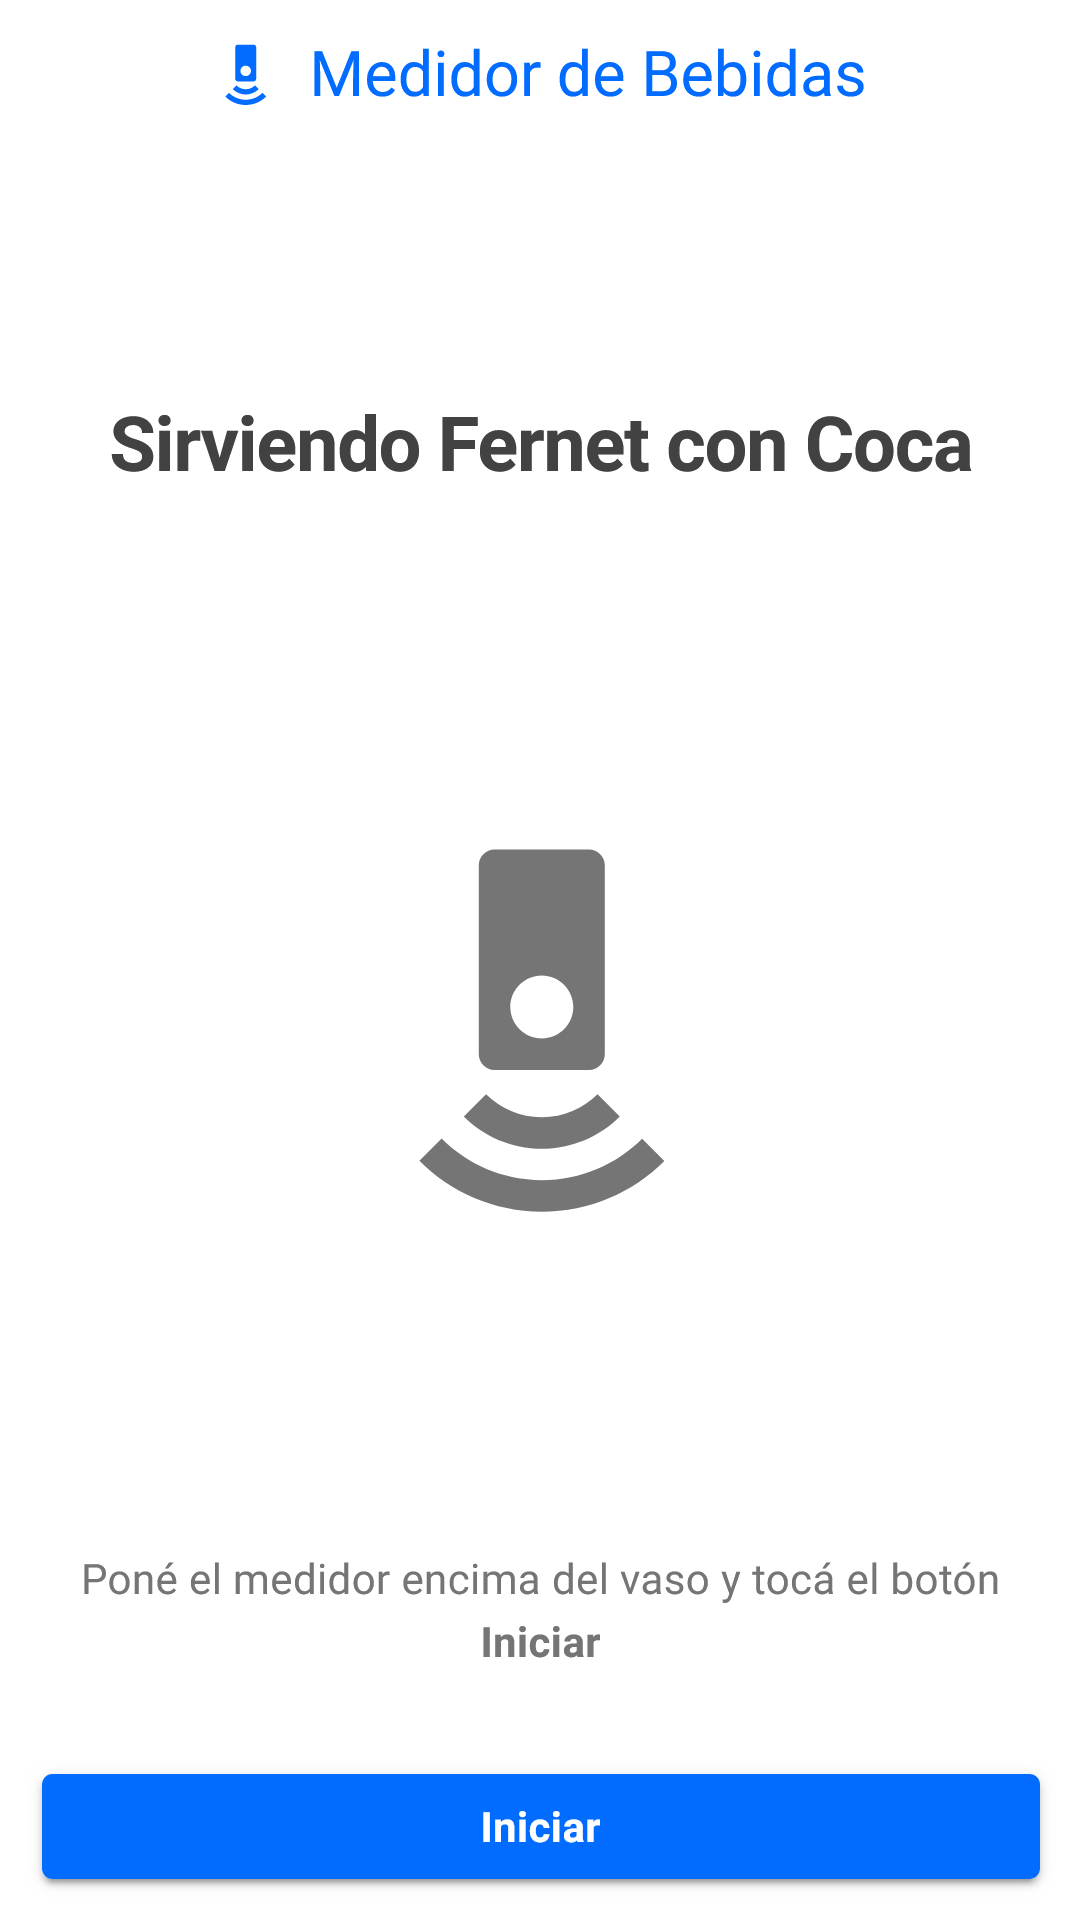 Medidor de Bebidas
Sirviendo Fernet con Coca
Poné el medidor encima del vaso y tocá el botón
Iniciar
Iniciar